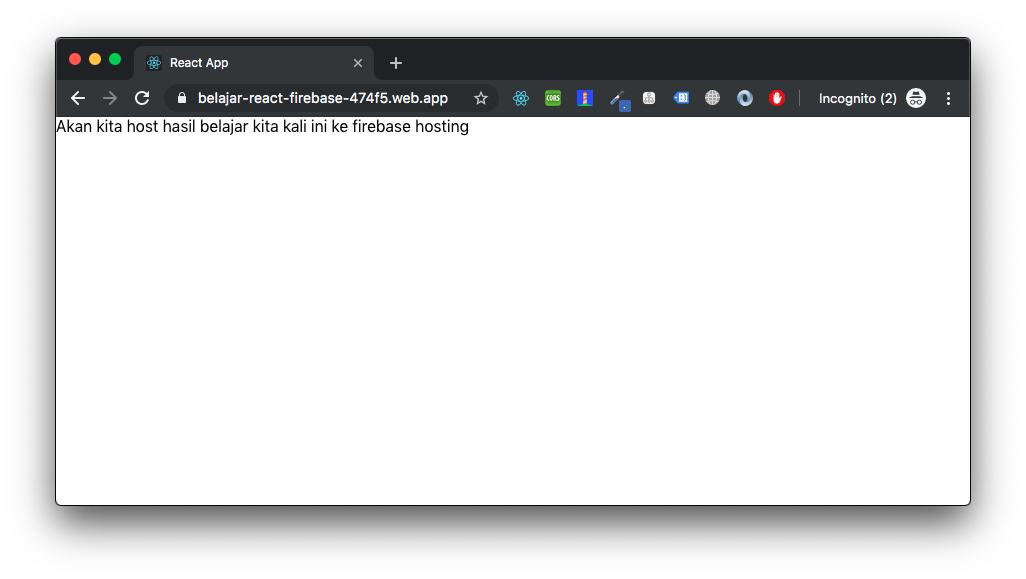 React App
belajar-react-firebase-474f5.web.app
CORS
Incognito (2)
Akan kita host hasil belajar kita kali ini ke firebase hosting